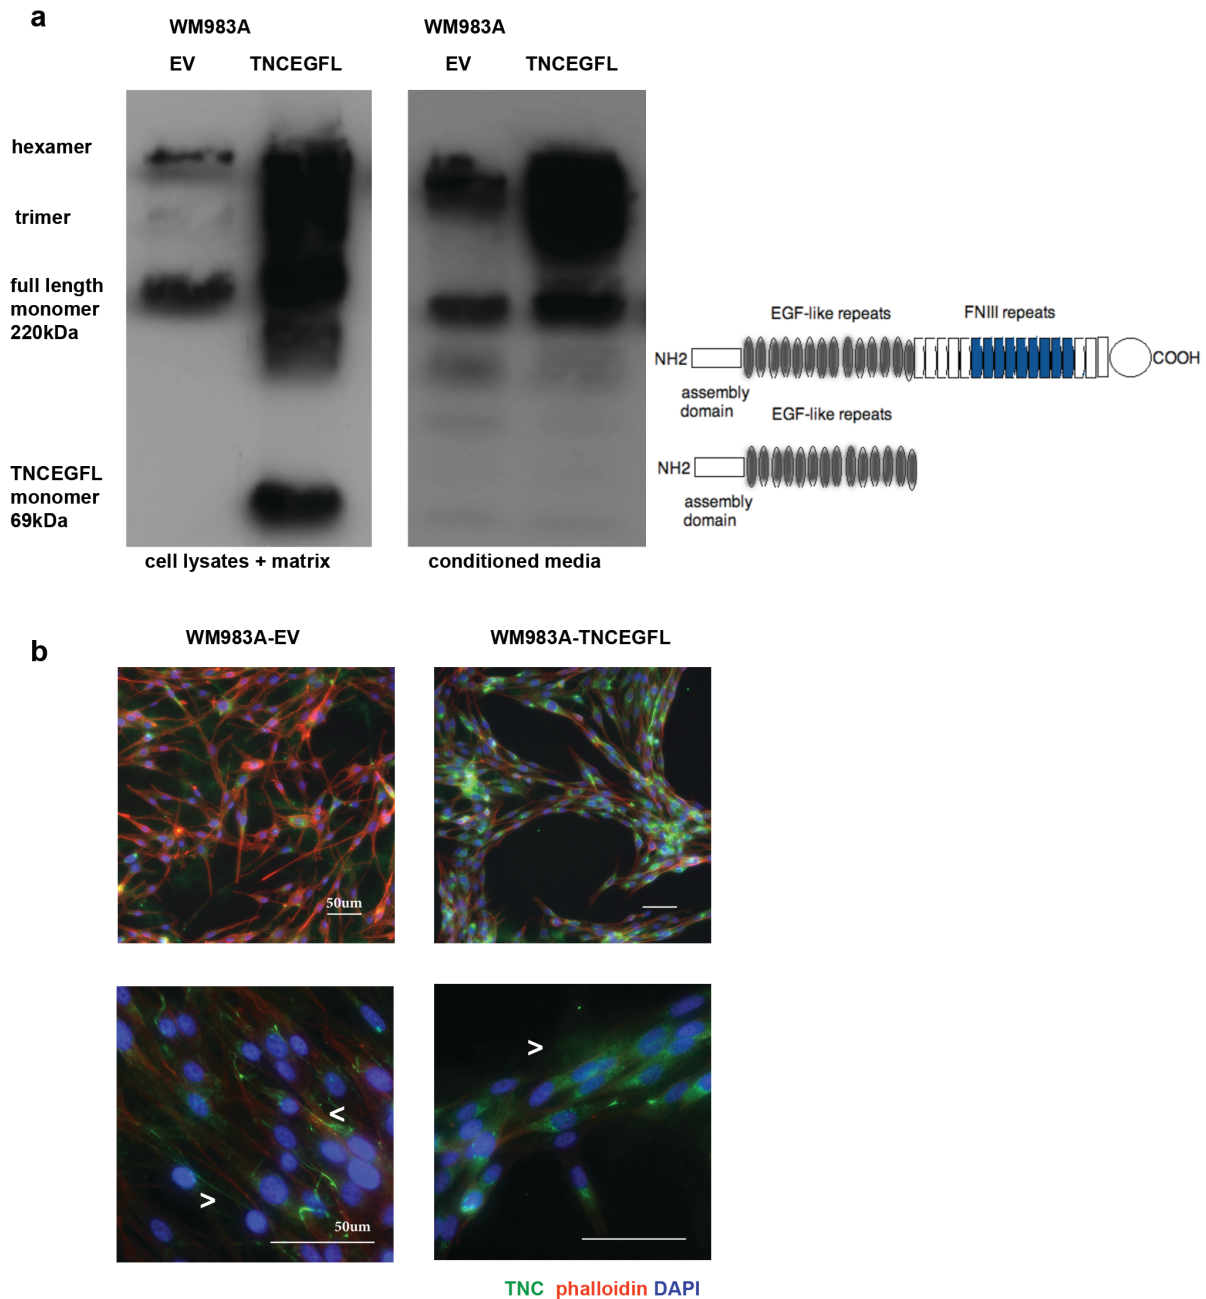 a
WM983A
WM983A
EV
TNCEGFL
EV
TNCEGFL
hexamer
trimer
full length
monomer
220kDa
TNCEGFL
monomer
69kDa
cell lysates + matrix
conditioned media
EGF-like repeats
FNIII repeats
NH2
COOH
assembly
domain
EGF-like repeats
NH2
assembly
domain
b
WM983A-EV
WM983A-TNCEGFL
50um
<
>
50um
>
TNC phalloidin DAPI